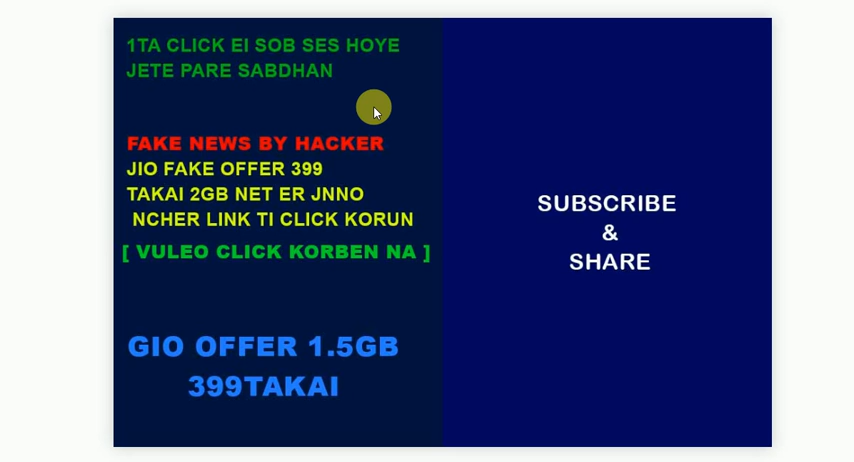 1TA CLICK EI SOB SES HOYE
JETE PARE SABDHAN
FAKE NEWS BY HACKER
JIO FAKE OFFER 399
TAKAI 2GB NET ER JNNO
NCHER LINK TI CLICK KORUN
[ VULEO CLICK KORBEN NA ]
GIO OFFER 1.5GB
399TAKAI
SUBSCRIBE
&
SHARE